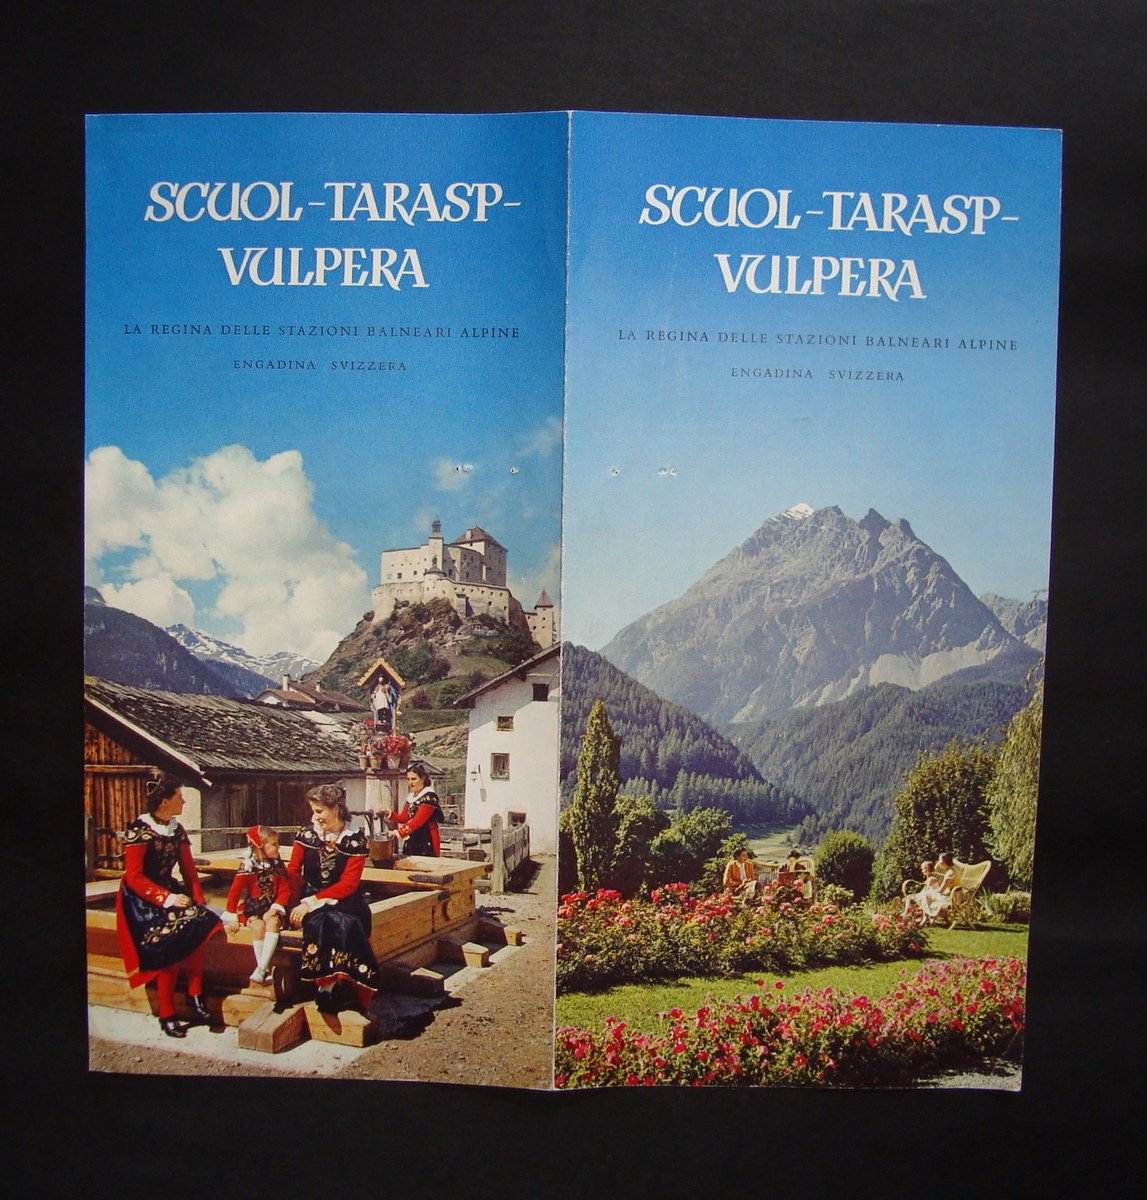 SCUOL-TARASP-
VULPERA
LA REGINA DELLE STAZIONI BALNEARI ALPINE
ENGADINA SVIZZERA
SCUOL-TARASP-
VULPERA
LA REGINA DELLE STAZIONI BALNEARI ALPINE
ENGADINA SVIZZERA